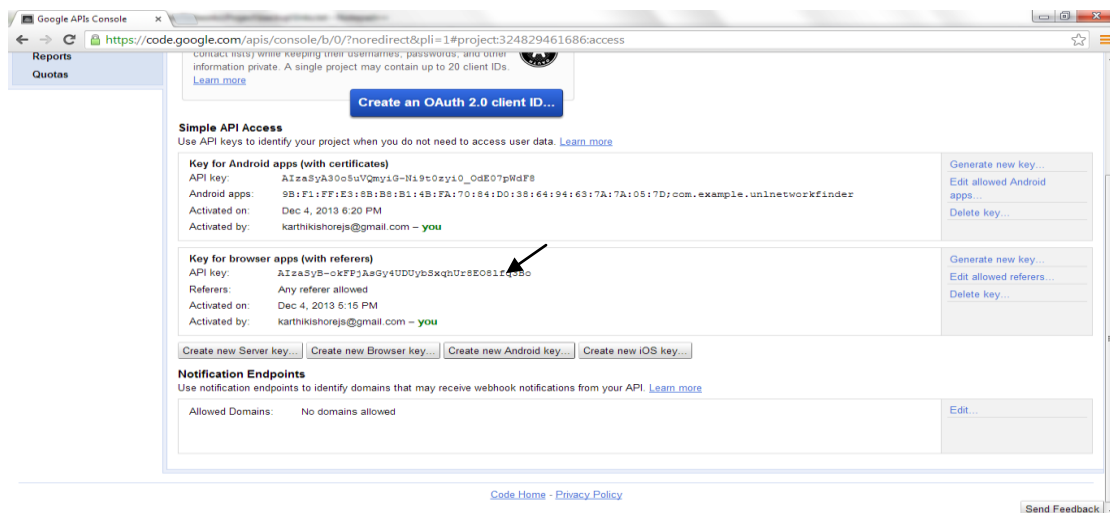 Google APIs Console
https://code.google.com/apis/console/b/0/?noredirect&pli=1#project:324829461686:access
Reports
Quotas
contact lists) while keeping their usernames, passwords, and other
information private. A single project may contain up to 20 client IDs.
Learn more
Create an OAuth 2.0 client ID...
Simple API Access
Use API keys to identify your project when you do not need to access user data. Learn more
Key for Android apps (with certificates)
API key: AIzaSyA30o5uVQmyiG-Ni9t0zyi0_OdE07pWdF8
Android apps: 9B:F1:FF:E3:8B:B8:B1:4B:FA:70:84:D0:38:64:94:63:7A:7A:05:7D;com.example.unlnetworkfinder
Activated on: Dec 4, 2013 6:20 PM
Activated by: karthikishorejs@gmail.com – you
Generate new key...
Edit allowed Android
apps...
Delete key...
Key for browser apps (with referers)
API key:
Referers: Any referer allowed
Activated on: Dec 4, 2013 5:15 PM
Activated by: karthikishorejs@gmail.com – you
Generate new key...
Edit allowed referers...
Delete key...
Create new Server key... Create new Browser key... Create new Android key... Create new iOS key...
Notification Endpoints
Use notification endpoints to identify domains that may receive webhook notifications from your API. Learn more
Allowed Domains: No domains allowed
Edit...
Code Home - Privacy Policy
Send Feedback